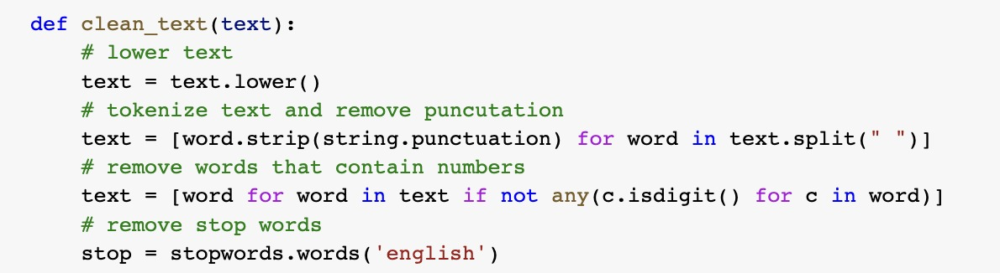 def clean_text(text):
# lower text
text = text.lower()
# tokenize text and remove puncutation
text = [word.strip(string.punctuation) for word in text.split(" ")]
# remove words that contain numbers
text = [word for word in text if not any(c.isdigit() for c in word)]
# remove stop words
stop = stopwords.words('english')